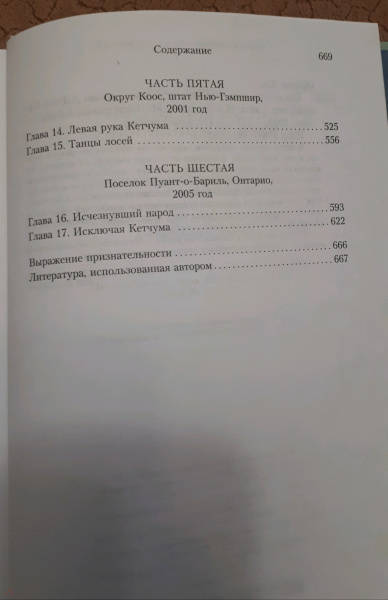 Содержание 669
ЧАСТЬ ПЯТАЯ
Округ Коос, штат Нью-Гэмпшир,
2001 год
Глава 14. Левая рука Кетчума 525
Глава 15. Танцы лосей 556
ЧАСТЬ ШЕСТАЯ
Поселок Пуант-о-Бариль, Онтарио,
2005 год
Глава 16. Исчезнувший народ 593
Глава 17. Исключая Кетчума 622
Выражение признательности 666
Литература, использованная автором 667